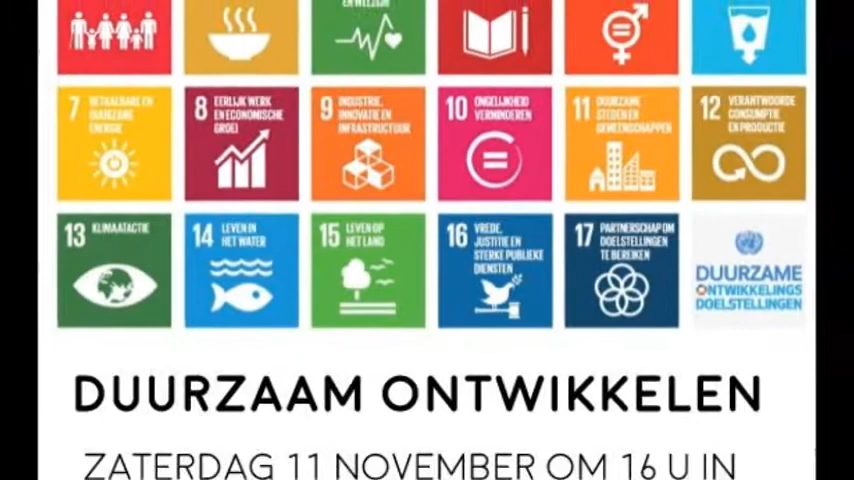 EN WELZIJN
7 BETAALBARE EN
DUURZAME
ENERGIE
8 EERLIJK WERK
EN ECONOMISCHE
GROEI
9 INDUSTRIE,
INNOVATIE EN
INFRASTRUCTUUR
10 ONGELIJKHEID
VERMINDEREN
11 DUURZAME
STEDEN EN
GEMEENSCHAPPEN
12 VERANTWOORDE
CONSUMPTIE
EN PRODUCTIE
13 KLIMAATACTIE
14 LEVEN IN
HET WATER
15 LEVEN OP
HET LAND
16 VREDE,
JUSTITIE EN
STERKE PUBLIEKE
DIENSTEN
17 PARTNERSCHAP OM
DOELSTELLINGEN
TE BEREIKEN
DUURZAME
ONTWIKKELINGS
DOELSTELLINGEN
DUURZAAM ONTWIKKELEN
ZATERDAG 11 NOVEMBER OM 16 U IN